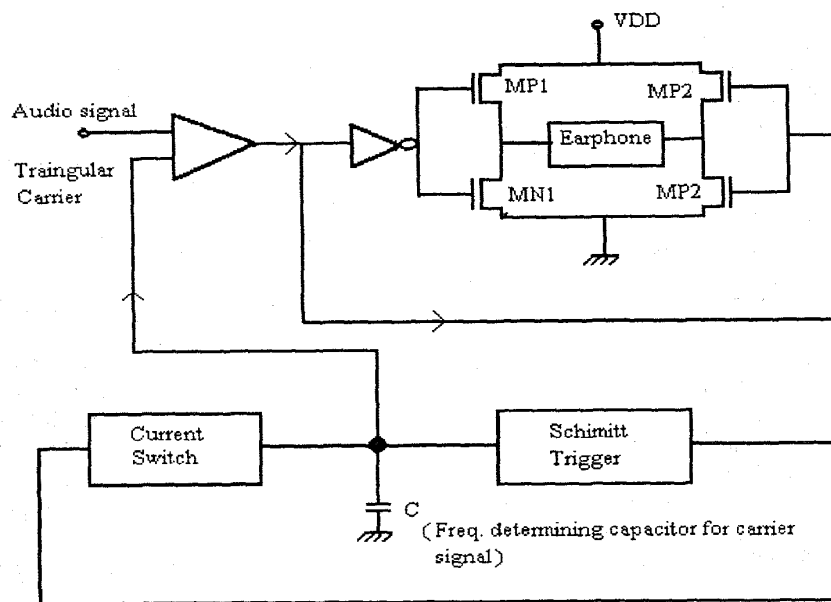 VDD
MP1
MP2
Audio signal
Earphone
Traingular
Carrier
MN1
MP2
Current
Switch
Schimitt
Trigger
C
(Freq. determining capacitor for carrier
signal)